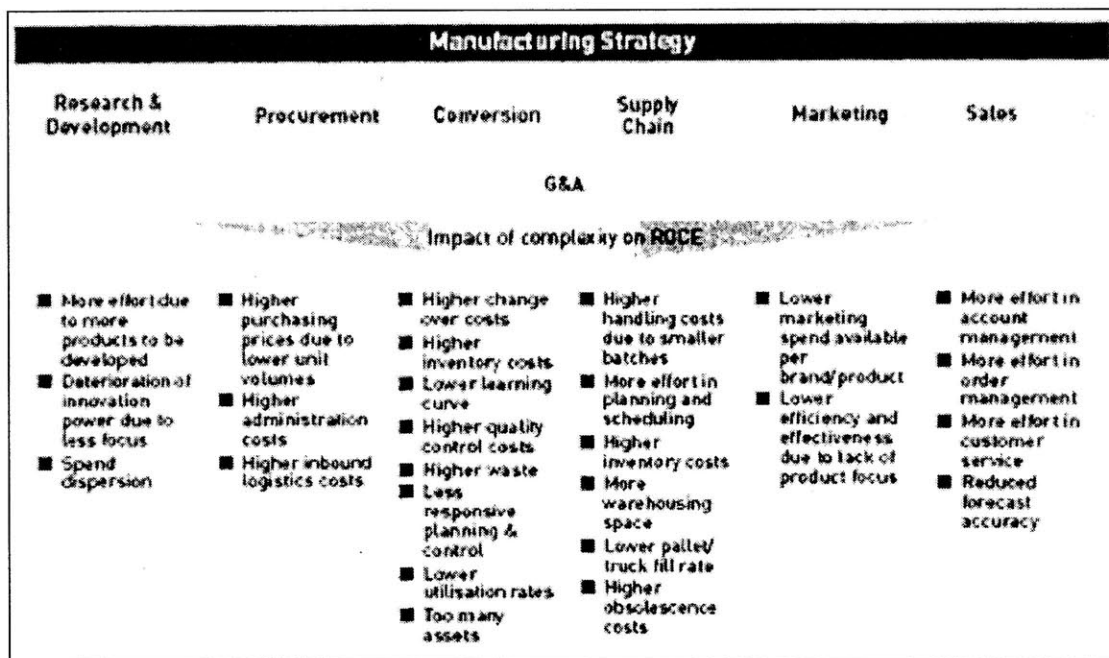 Manufacturing Strategy
Research &
Development
Procurement
Conversion
Supply
Chain
Marketing
Sales
G&A
Impact of complexity on ROCE
■ More effort due
to more
products to be
developed
■ Deterioration of
innovation
power due to
less focus
■ Spend
dispersion
■ Higher
purchasing
prices due to
lower unit
volumes
■ Higher
administration
costs
■ Higher inbound
logistics costs
■ Higher change
over costs
■ Higher
inventory costs
■ Lower learning
curve
■ Higher quality
control costs
■ Higher waste
■ Less
responsive
planning &
control
■ Lower
utilisation rates
■ Too many
assets
■ Higher
handling costs
due to smaller
batches
■ More effort in
planning and
scheduling
■ Higher
inventory costs
■ More
warehousing
space
■ Lower pallet/
truck fill rate
■ Higher
obsolescence
costs
■ Lower
marketing
spend available
per
brand/product
■ Lower
efficiency and
effectiveness
due to lack of
product focus
■ More effort in
account
management
■ More effort in
order
management
■ More effort in
customer
service
■ Reduced
forecast
accuracy